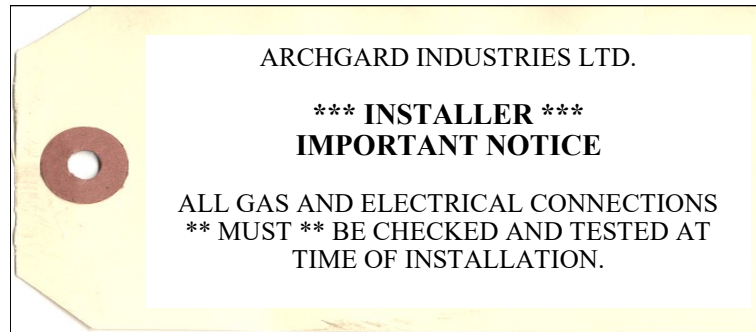 ARCHGARD INDUSTRIES LTD.
*** INSTALLER ***
IMPORTANT NOTICE
ALL GAS AND ELECTRICAL CONNECTIONS
** MUST ** BE CHECKED AND TESTED AT
TIME OF INSTALLATION.